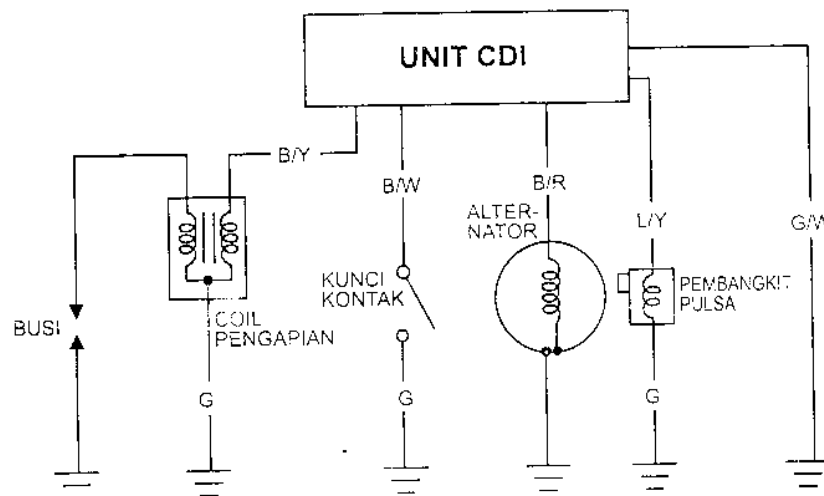 UNIT CDI
B/Y
B/W
B/R
L/Y
G/W
ALTER-
NATOR
KUNCI
KONTAK
PEMBANGKIT
PULSA
BUSI
COIL
PENGAPIAN
G
G
G